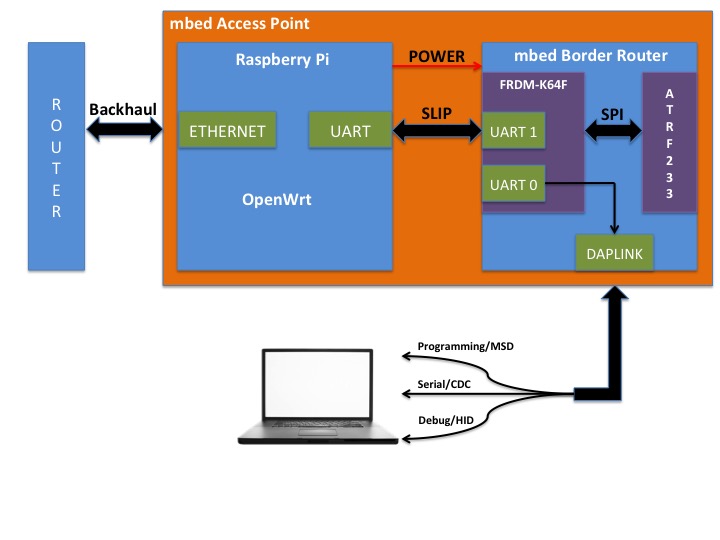 mbed Access Point
Raspberry Pi
POWER
mbed Border Router
FRDM-K64F
ROUTER
Backhaul
ETHERNET
UART
SLIP
UART 1
SPI
ATRF233
UART 0
OpenWrt
DAPLINK
Programming/MSD
Serial/CDC
Debug/HID